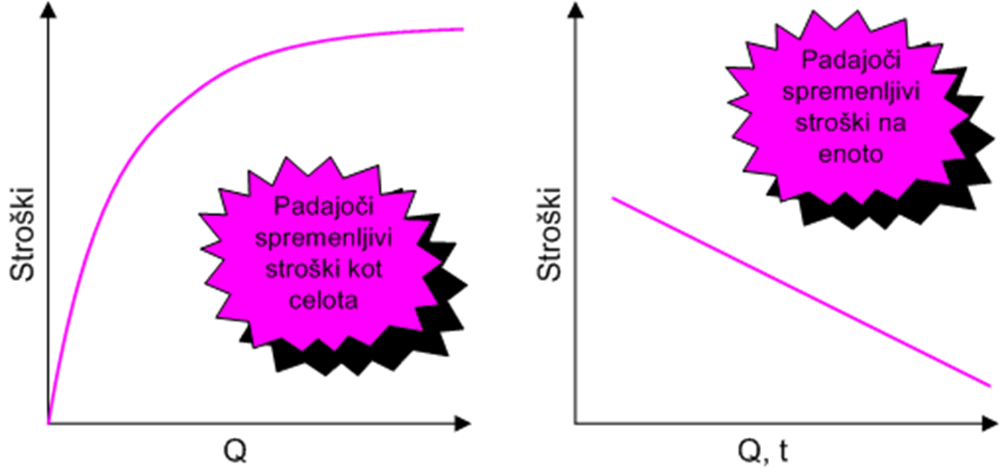 Stroški
Padajoči
spremenljivi
stroški kot
celota
Q
Stroški
Padajoči
spremenljivi
stroški na
enoto
Q, t